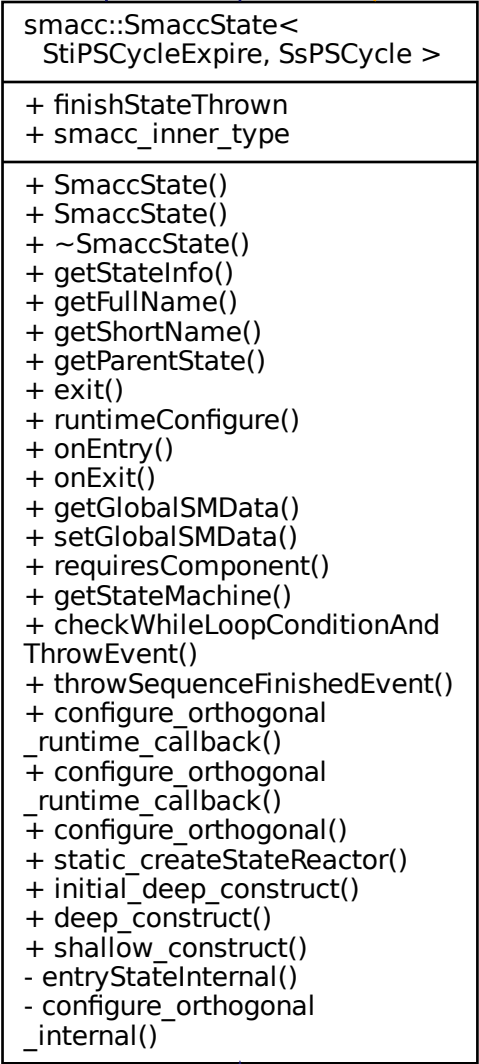 smacc::SmaccState<
StiPSCycleExpire, SsPSCycle >
+ finishStateThrown
+ smacc_inner_type
+ SmaccState()
+ SmaccState()
+ ~SmaccState()
+ getStateInfo()
+ getFullName()
+ getShortName()
+ getParentState()
+ exit()
+ runtimeConfigure()
+ onEntry()
+ onExit()
+ getGlobalSMData()
+ setGlobalSMData()
+ requiresComponent()
+ getStateMachine()
+ checkWhileLoopConditionAnd
ThrowEvent()
+ throwSequenceFinishedEvent()
+ configure_orthogonal
_runtime_callback()
+ configure_orthogonal
_runtime_callback()
+ configure_orthogonal()
+ static_createStateReactor()
+ initial_deep_construct()
+ deep_construct()
+ shallow_construct()
- entryStateInternal()
- configure_orthogonal
_internal()